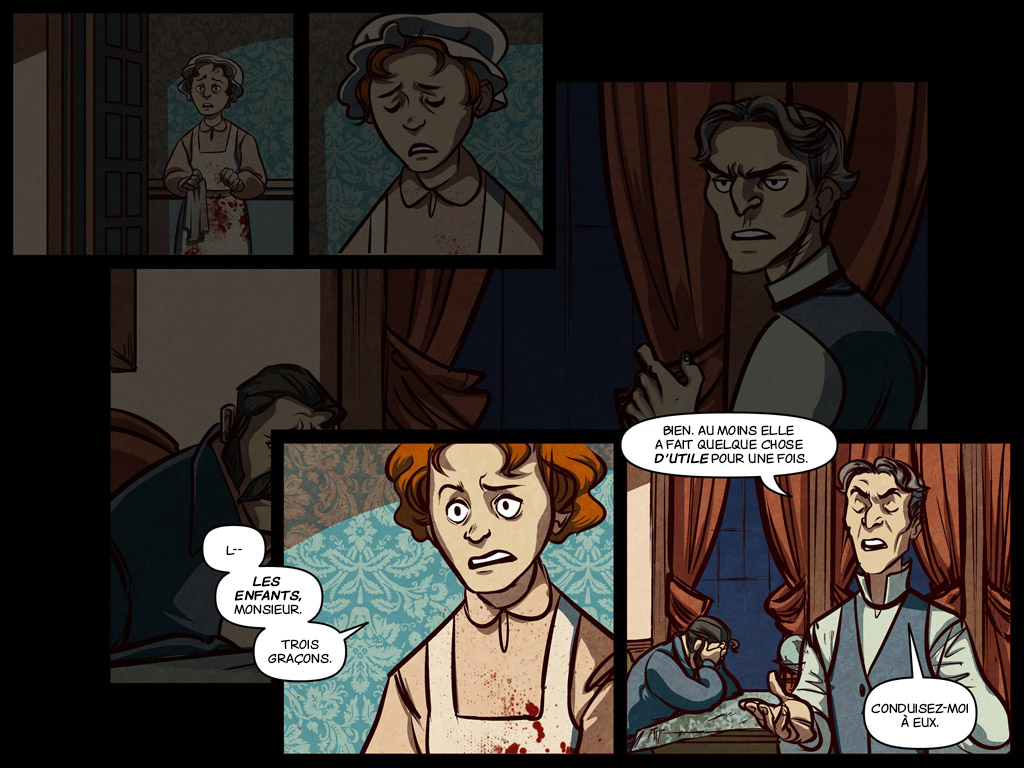 L--
LES
ENFANTS,
MONSIEUR.
TROIS
GRAÇONS.
BIEN. AU MOINS ELLE
A FAIT QUELQUE CHOSE
D'UTILE POUR UNE FOIS.
CONDUISEZ-MOI
À EUX.